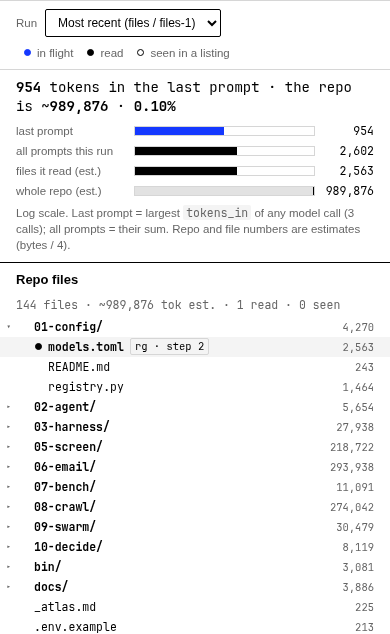 Run Most recent (files / files-1)
in flight read seen in a listing
954 tokens in the last prompt · the repo
is ~989,876 · 0.10%
last prompt 954
all prompts this run 2,602
files it read (est.) 2,563
whole repo (est.) 989,876
Log scale. Last prompt = largest tokens_in of any model call (3
calls); all prompts = their sum. Repo and file numbers are estimates
(bytes / 4).
Repo files
144 files · ~989,876 tok est. · 1 read · 0 seen
01-config/ 4,270
models.toml rg · step 2 2,563
README.md 243
registry.py 1,464
02-agent/ 5,654
03-harness/ 27,938
05-screen/ 218,722
06-email/ 293,938
07-bench/ 11,091
08-crawl/ 274,042
09-swarm/ 30,479
10-decide/ 8,119
bin/ 3,081
docs/ 3,886
_atlas.md 225
.env.example 213